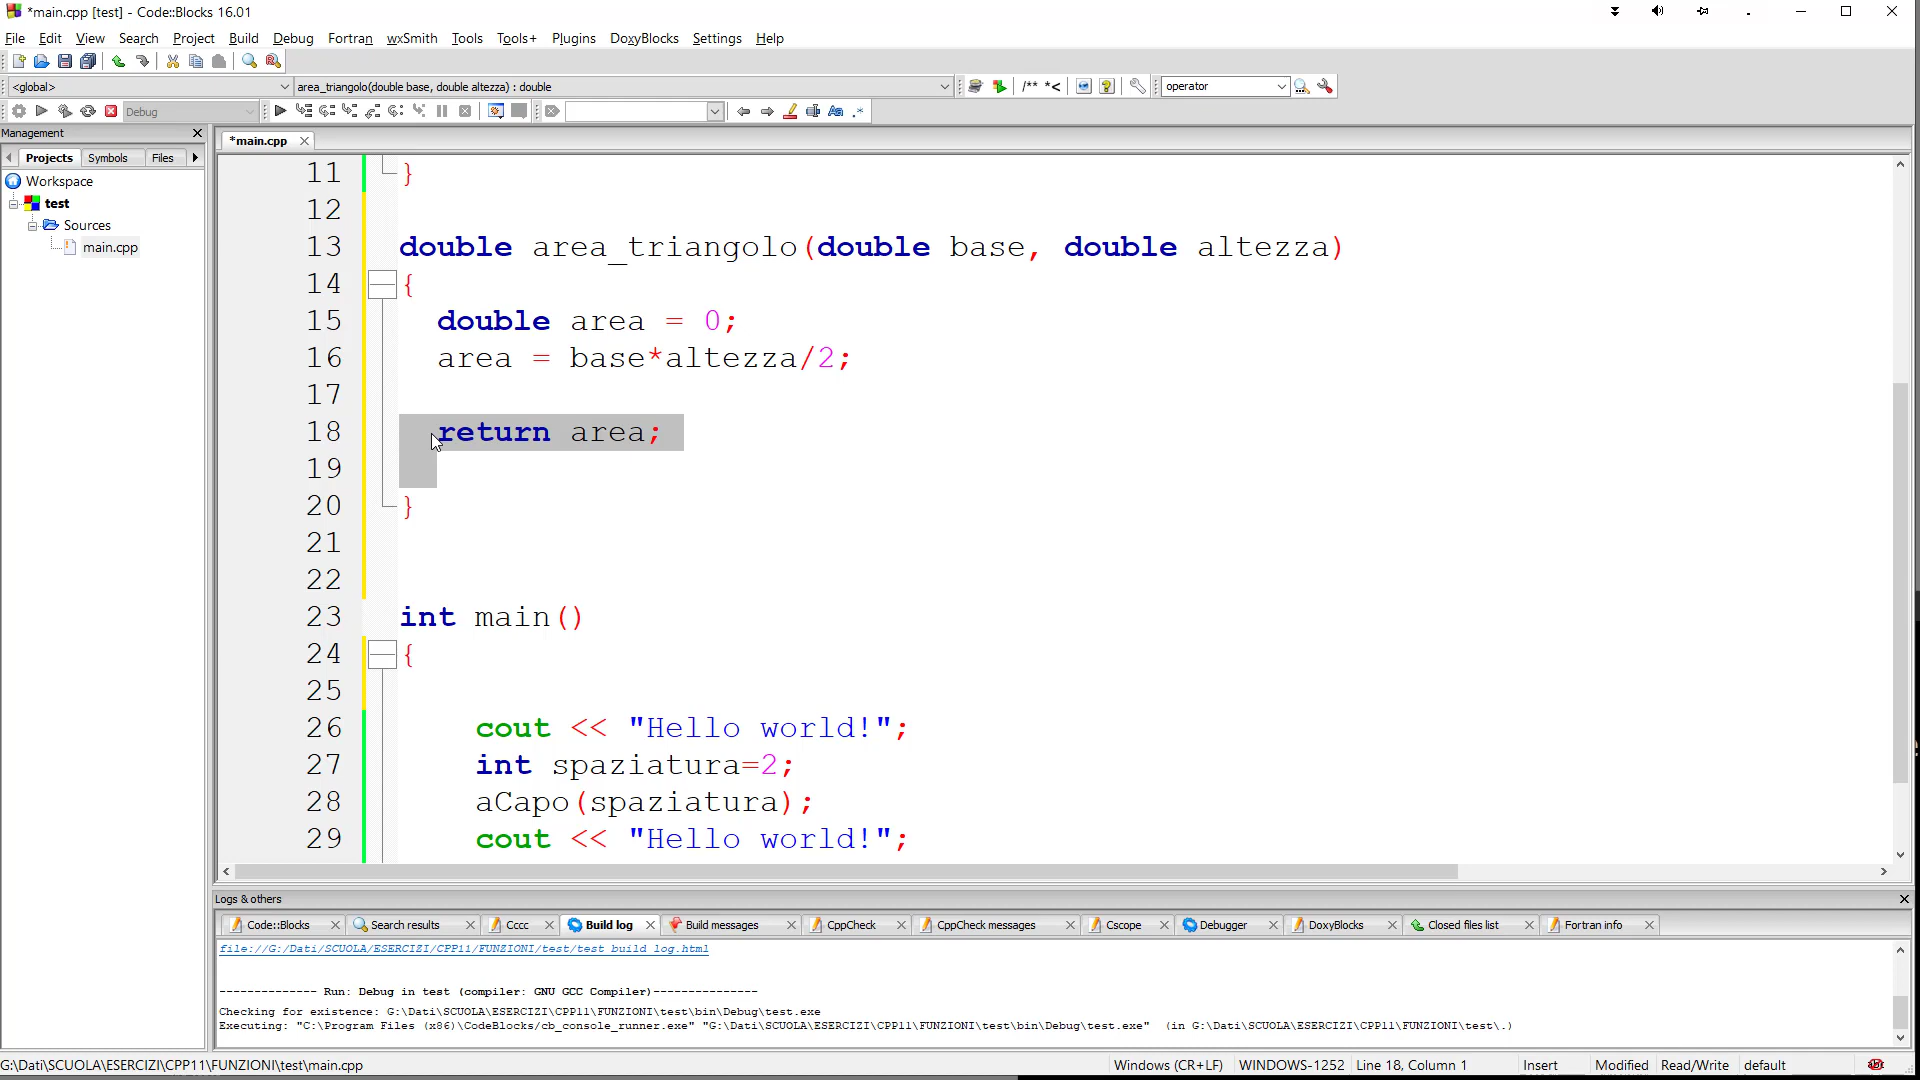 *main.cpp [test] - Code::Blocks 16.01
File Edit View Search Project Build Debug Fortran wxSmith Tools Tools+ Plugins DoxyBlocks Settings Help
<global> area_triangolo(double base, double altezza) : double /** *< operator
Debug
Management
Projects Symbols Files
Workspace
test
Sources
main.cpp
*main.cpp
11 }
12
13 double area_triangolo(double base, double altezza)
14 {
15 double area = 0;
16 area = base*altezza/2;
17
18 return area;
19
20 }
21
22
23 int main()
24 {
25
26 cout << "Hello world!";
27 int spaziatura=2;
28 aCapo(spaziatura);
29 cout << "Hello world!";
Logs & others
Code::Blocks Search results Cccc Build log Build messages CppCheck CppCheck messages Cscope Debugger DoxyBlocks Closed files list Fortran info
file://G:/Dati/SCUOLA/ESERCIZI/CPP11/FUNZIONI/test/test build log.html
-------------- Run: Debug in test (compiler: GNU GCC Compiler)---------------
Checking for existence: G:\Dati\SCUOLA\ESERCIZI\CPP11\FUNZIONI\test\bin\Debug\test.exe
Executing: "C:\Program Files (x86)\CodeBlocks/cb_console_runner.exe" "G:\Dati\SCUOLA\ESERCIZI\CPP11\FUNZIONI\test\bin\Debug\test.exe" (in G:\Dati\SCUOLA\ESERCIZI\CPP11\FUNZIONI\test\.)
G:\Dati\SCUOLA\ESERCIZI\CPP11\FUNZIONI\test\main.cpp Windows (CR+LF) WINDOWS-1252 Line 18, Column 1 Insert Modified Read/Write default